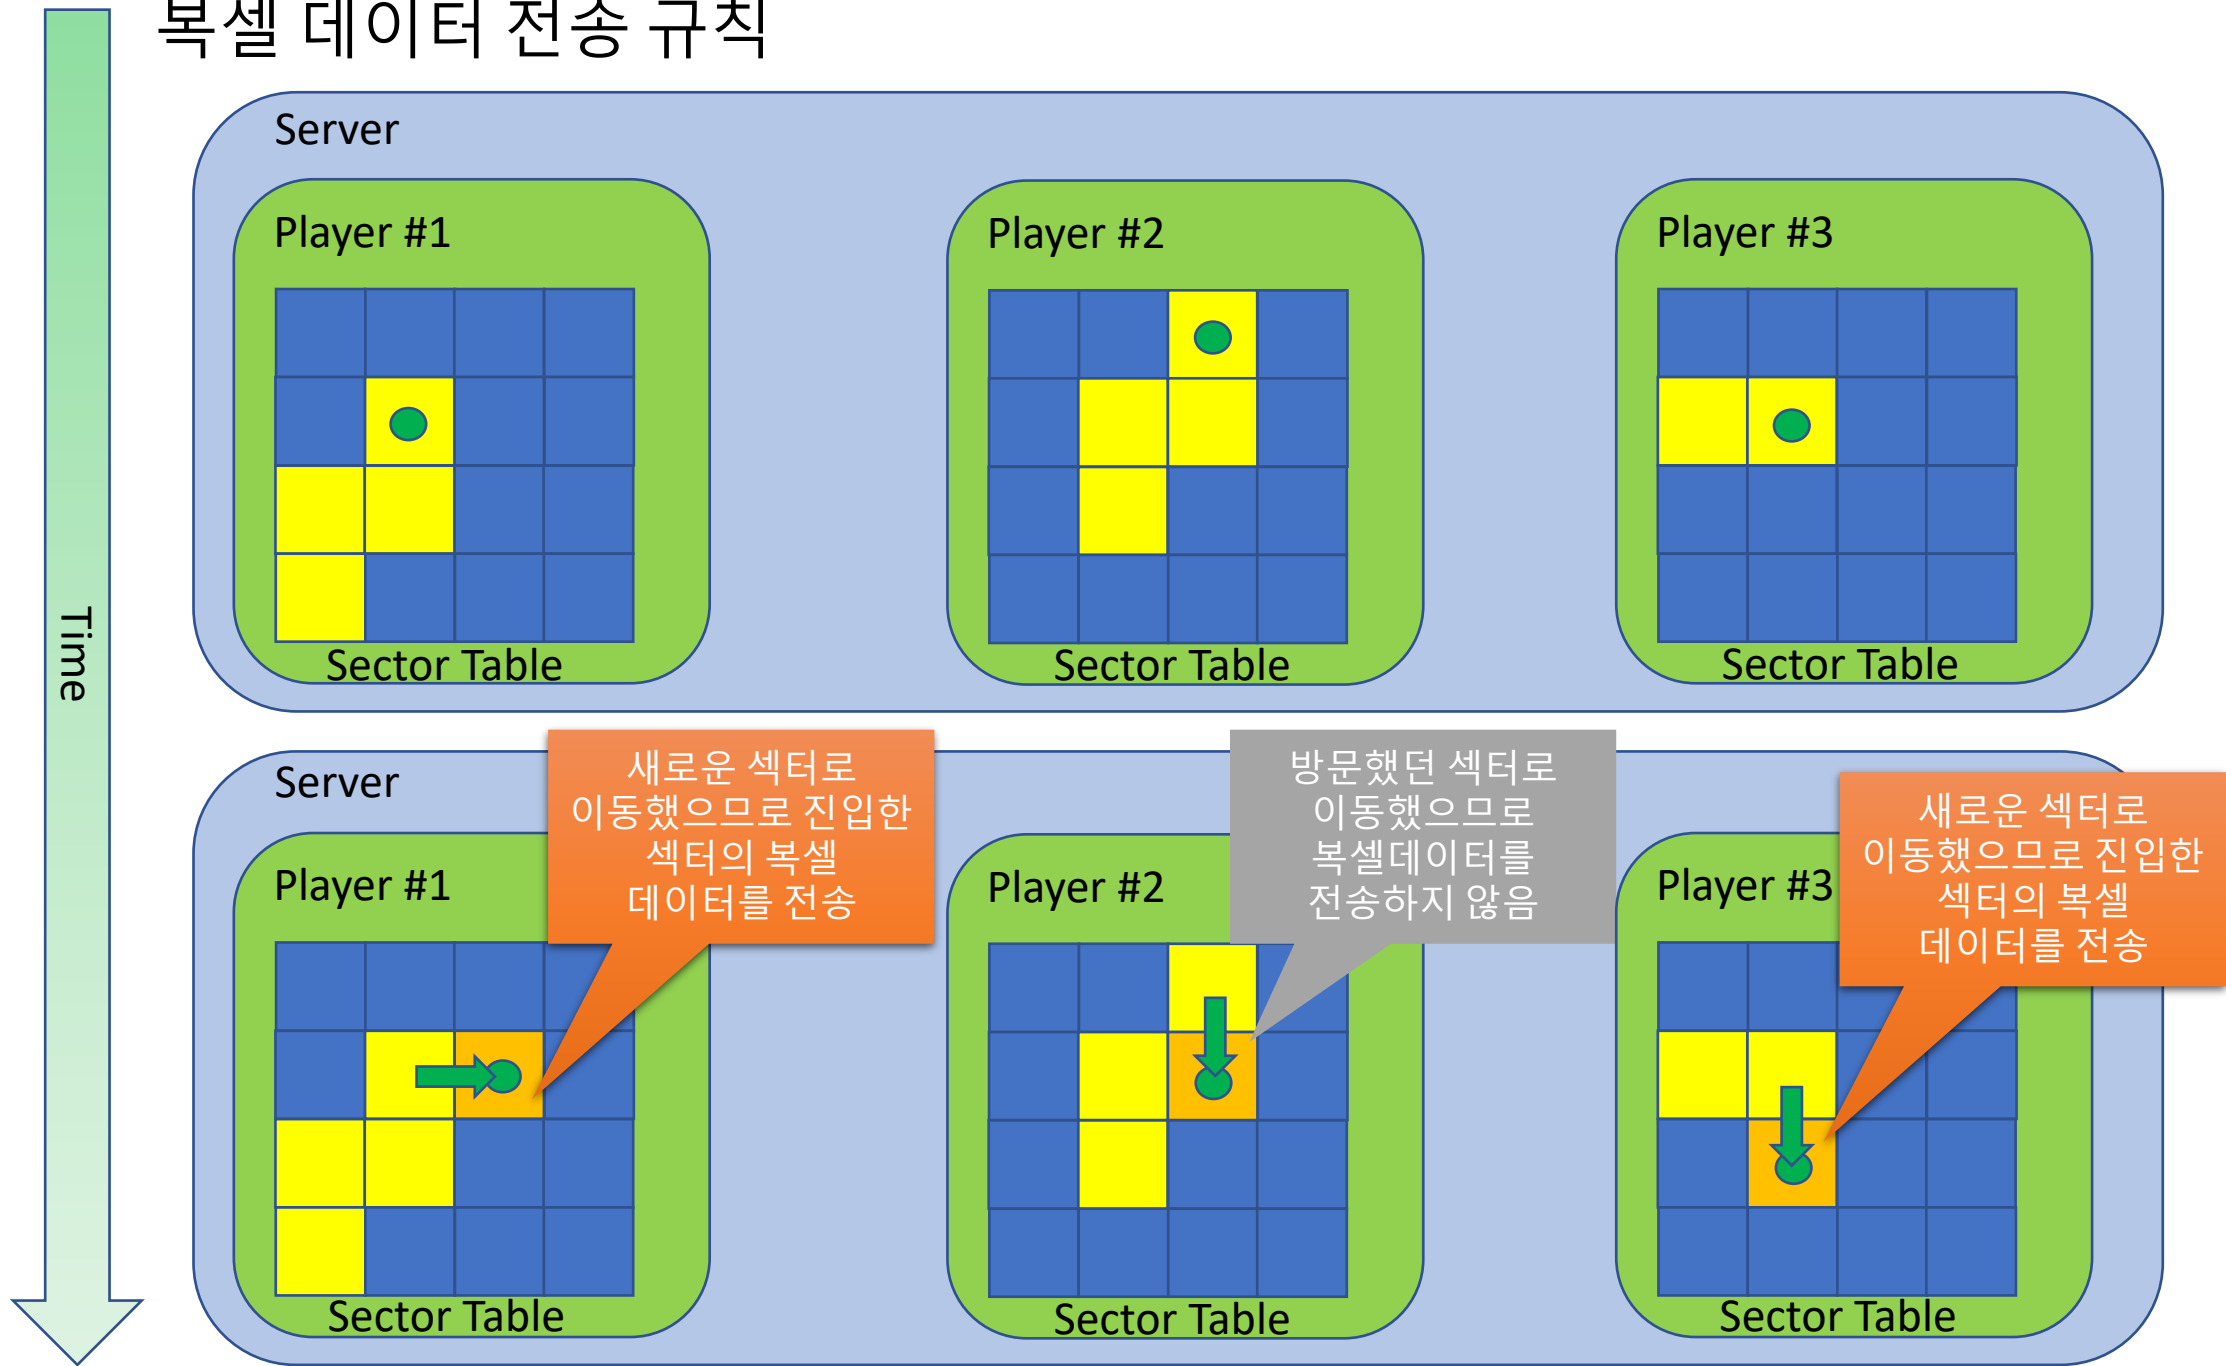 복셀 데이터 전송 규칙
Time
Server
Player #1
Sector Table
Player #2
Sector Table
Player #3
Sector Table
Server
Player #1
새로운 섹터로
이동했으므로 진입한
섹터의 복셀
데이터를 전송
Sector Table
Player #2
방문했던 섹터로
이동했으므로
복셀데이터를
전송하지 않음
Sector Table
Player #3
새로운 섹터로
이동했으므로 진입한
섹터의 복셀
데이터를 전송
Sector Table